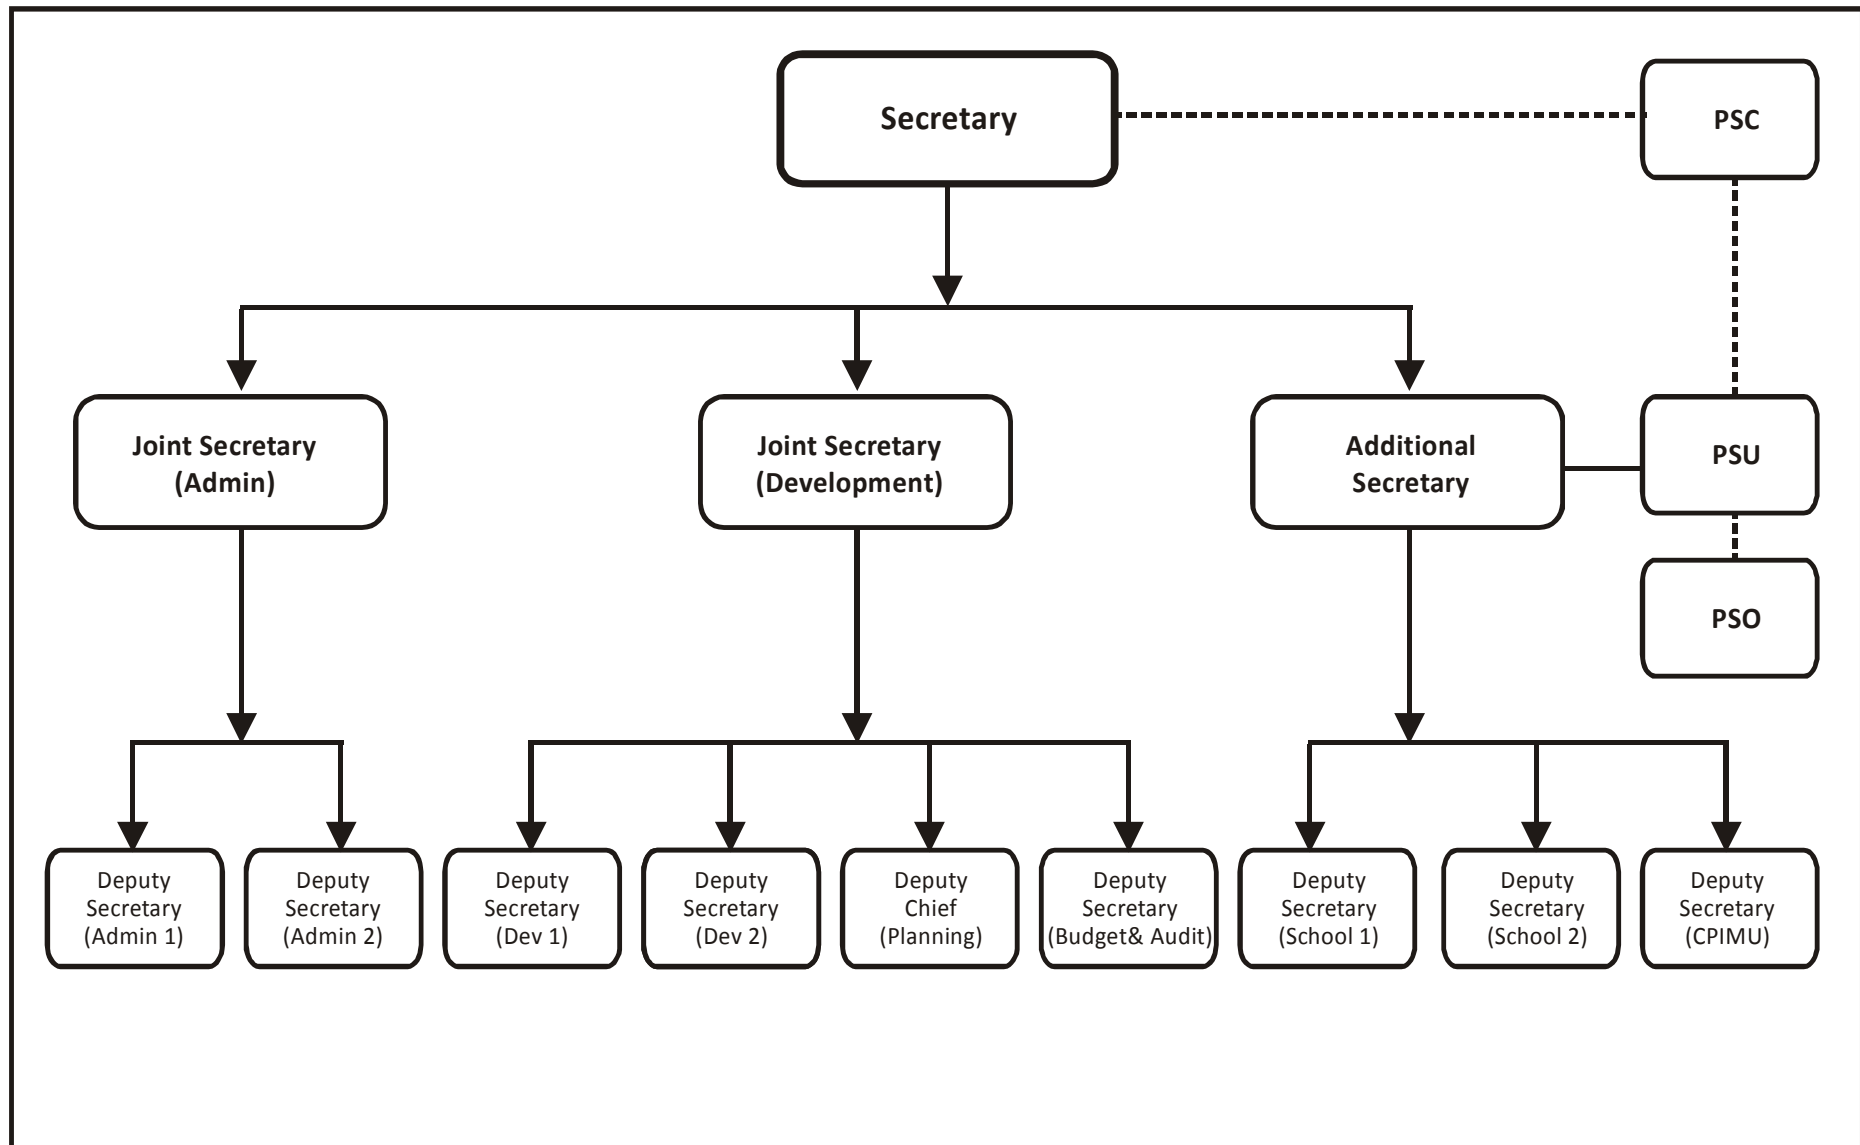 Secretary
PSC
Joint Secretary
(Admin)
Joint Secretary
(Development)
Additional
Secretary
PSU
PSO
Deputy
Secretary
(Admin 1)
Deputy
Secretary
(Admin 2)
Deputy
Secretary
(Dev 1)
Deputy
Secretary
(Dev 2)
Deputy
Chief
(Planning)
Deputy
Secretary
(Budget& Audit)
Deputy
Secretary
(School 1)
Deputy
Secretary
(School 2)
Deputy
Secretary
(CPIMU)